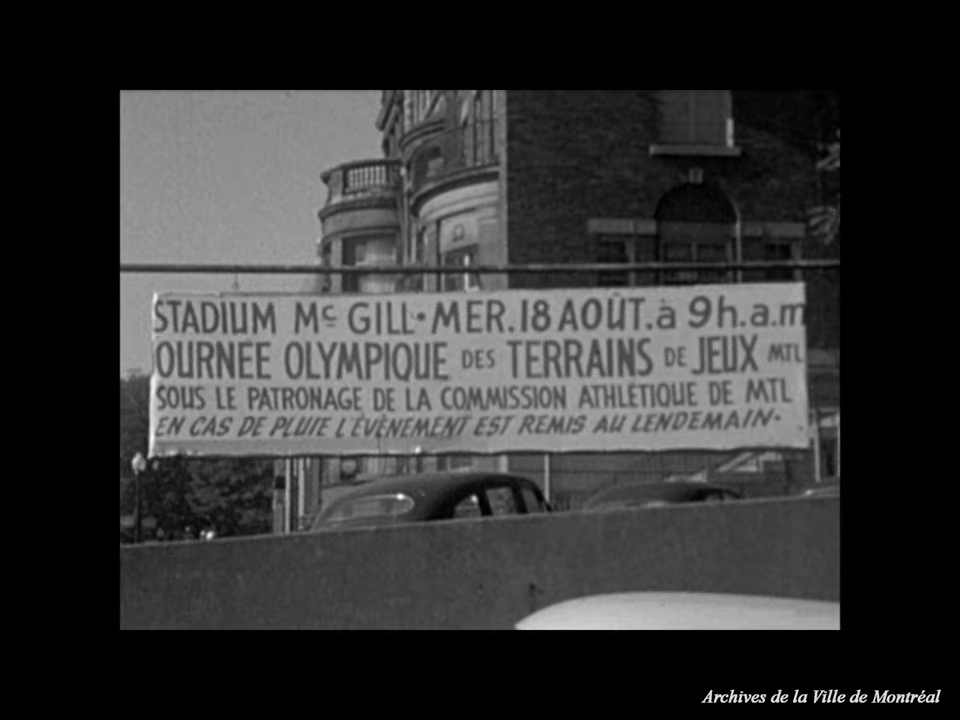 STADIUM Mc GILL·MER.18 AOÛT.à 9h.a.m
OURNÉE OLYMPIQUE DES TERRAINS DE JEUX MTL
SOUS LE PATRONAGE DE LA COMMISSION ATHLÉTIQUE DE MTL
EN CAS DE PLUIE L'ÉVÈNEMENT EST REMIS AU LENDEMAIN·
Archives de la Ville de Montréal